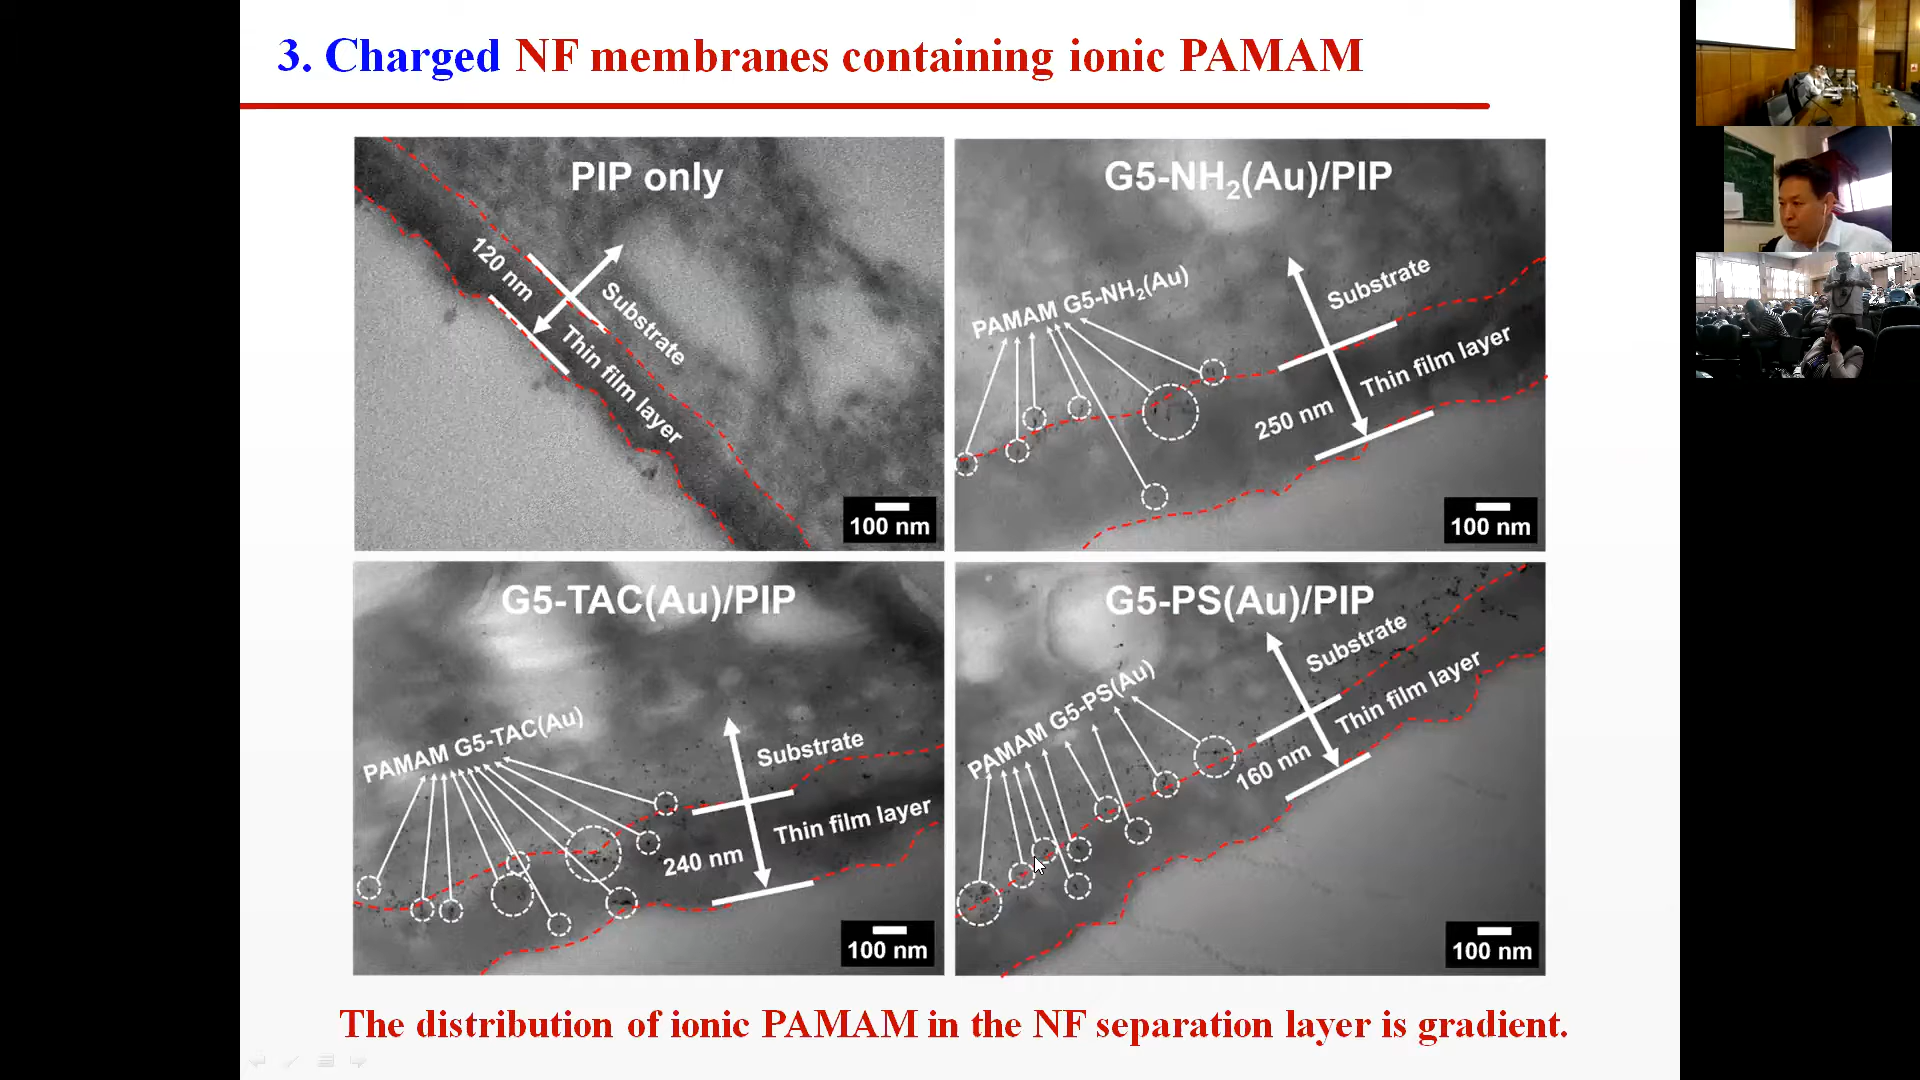 3. Charged NF membranes containing ionic PAMAM
PIP only
120 nm
Substrate
Thin film layer
100 nm
G5-NH₂(Au)/PIP
PAMAM G5-NH₂(Au)
Substrate
Thin film layer
250 nm
100 nm
G5-TAC(Au)/PIP
PAMAM G5-TAC(Au)
Substrate
Thin film layer
240 nm
100 nm
G5-PS(Au)/PIP
PAMAM G5-PS(Au)
Substrate
Thin film layer
160 nm
100 nm
The distribution of ionic PAMAM in the NF separation layer is gradient.